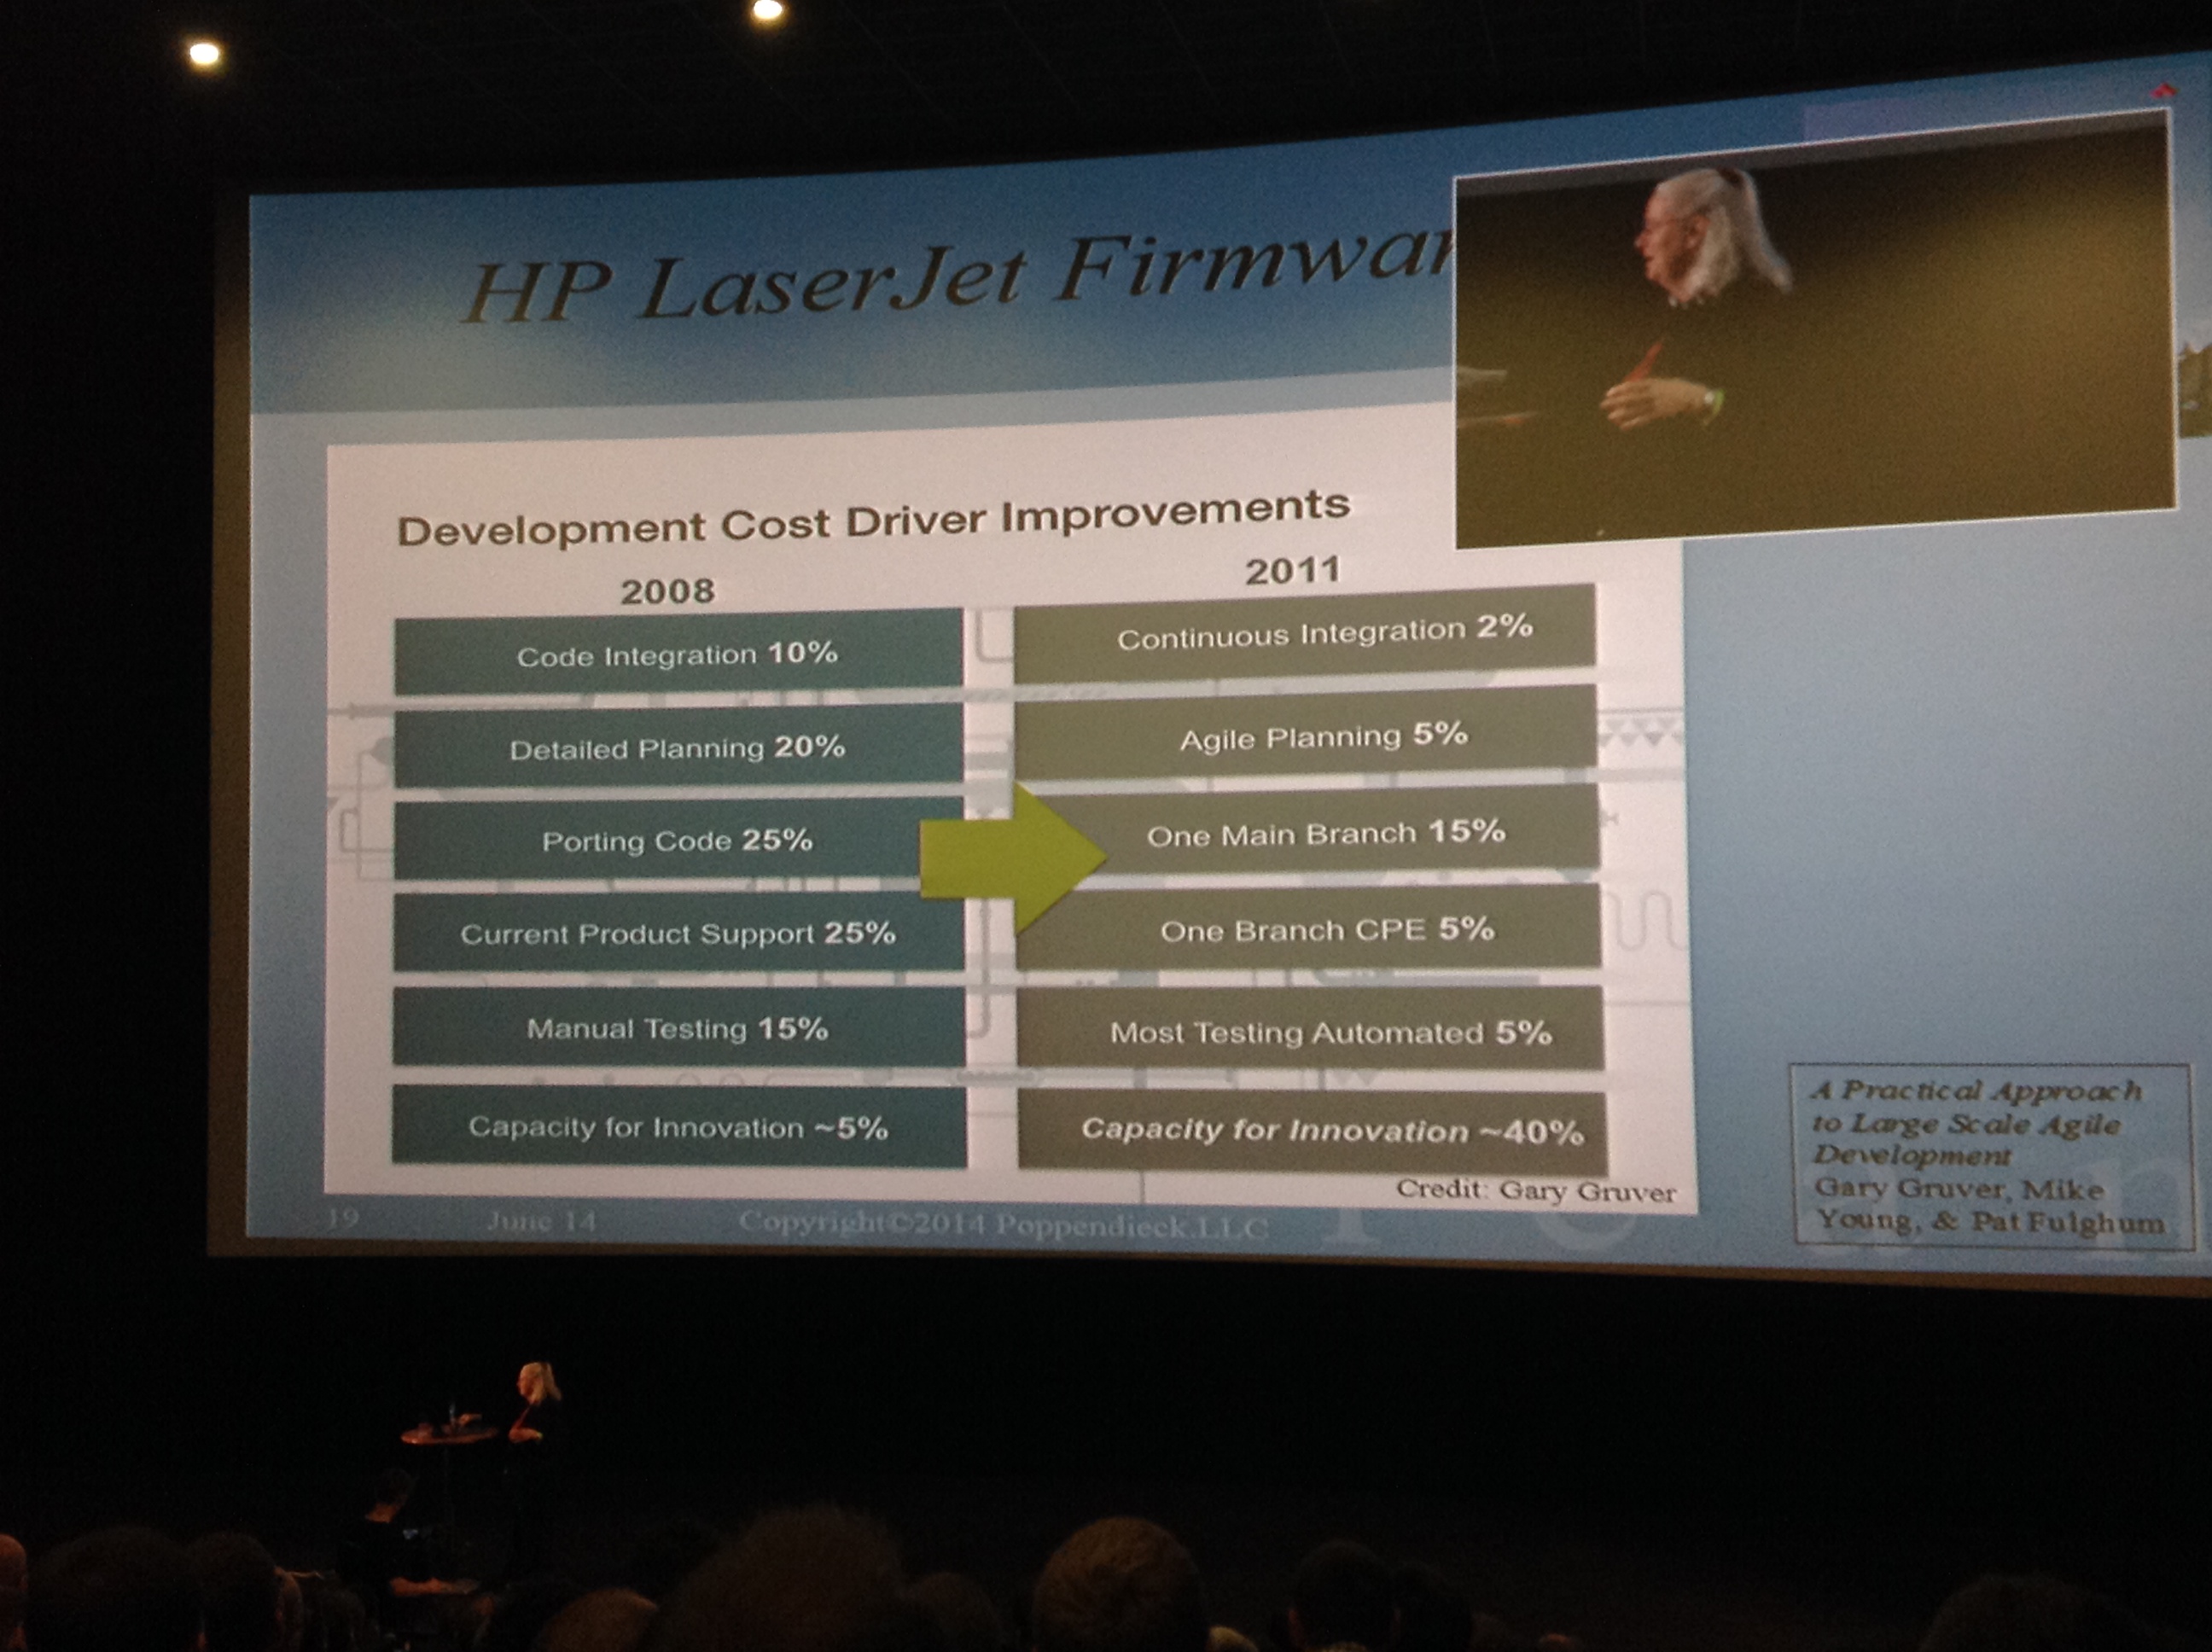 HP LaserJet Firmwar
Development Cost Driver Improvements
2008
2011
Code Integration 10%
Continuous Integration 2%
Detailed Planning 20%
Agile Planning 5%
Porting Code 25%
One Main Branch 15%
Current Product Support 25%
One Branch CPE 5%
Manual Testing 15%
Most Testing Automated 5%
Capacity for Innovation ~5%
Capacity for Innovation ~40%
Credit: Gary Gruver
A Practical Approach
to Large Scale Agile
Development
Gary Gruver, Mike
Young, & Pat Fulghum
19
June 14
Copyright©2014 Poppendieck.LLC